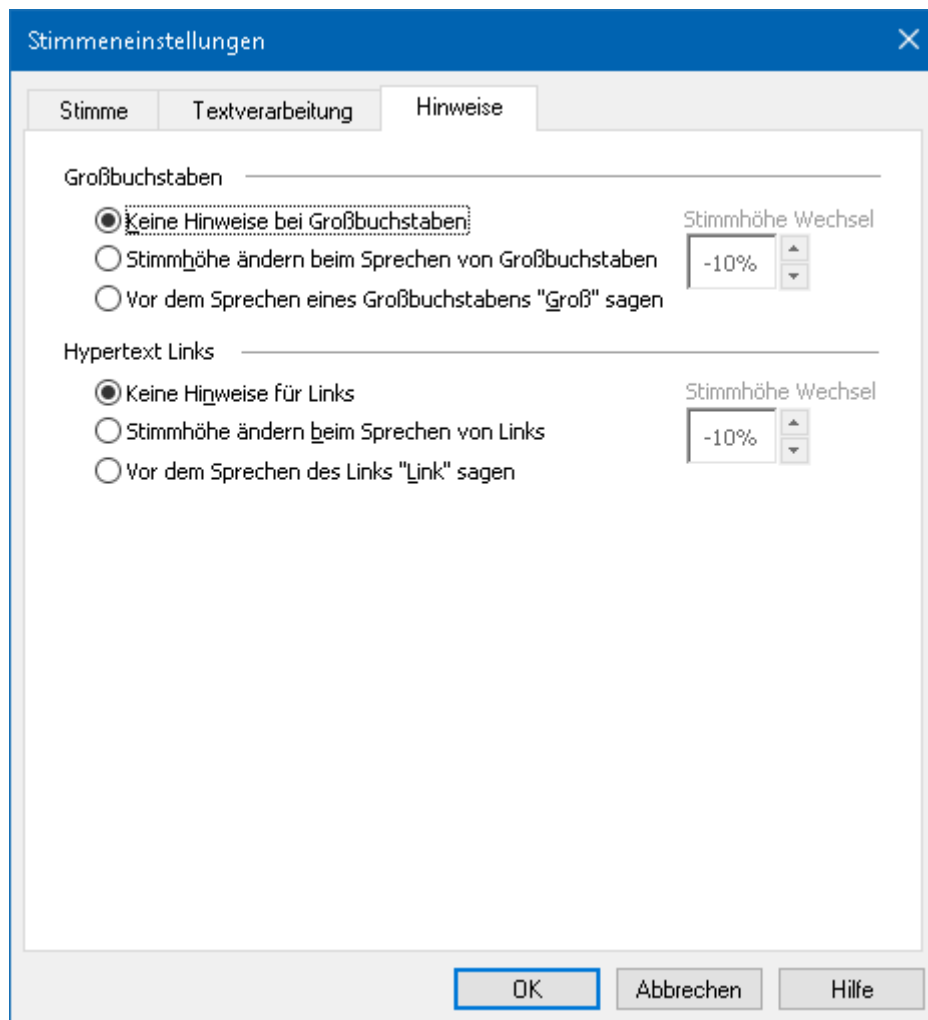 Stimmeneinstellungen
Stimme Textverarbeitung Hinweise
Großbuchstaben
Keine Hinweise bei Großbuchstaben
Stimmhöhe Wechsel
Stimmhöhe ändern beim Sprechen von Großbuchstaben
-10%
Vor dem Sprechen eines Großbuchstabens "Groß" sagen
Hypertext Links
Keine Hinweise für Links
Stimmhöhe Wechsel
Stimmhöhe ändern beim Sprechen von Links
-10%
Vor dem Sprechen des Links "Link" sagen
OK Abbrechen Hilfe